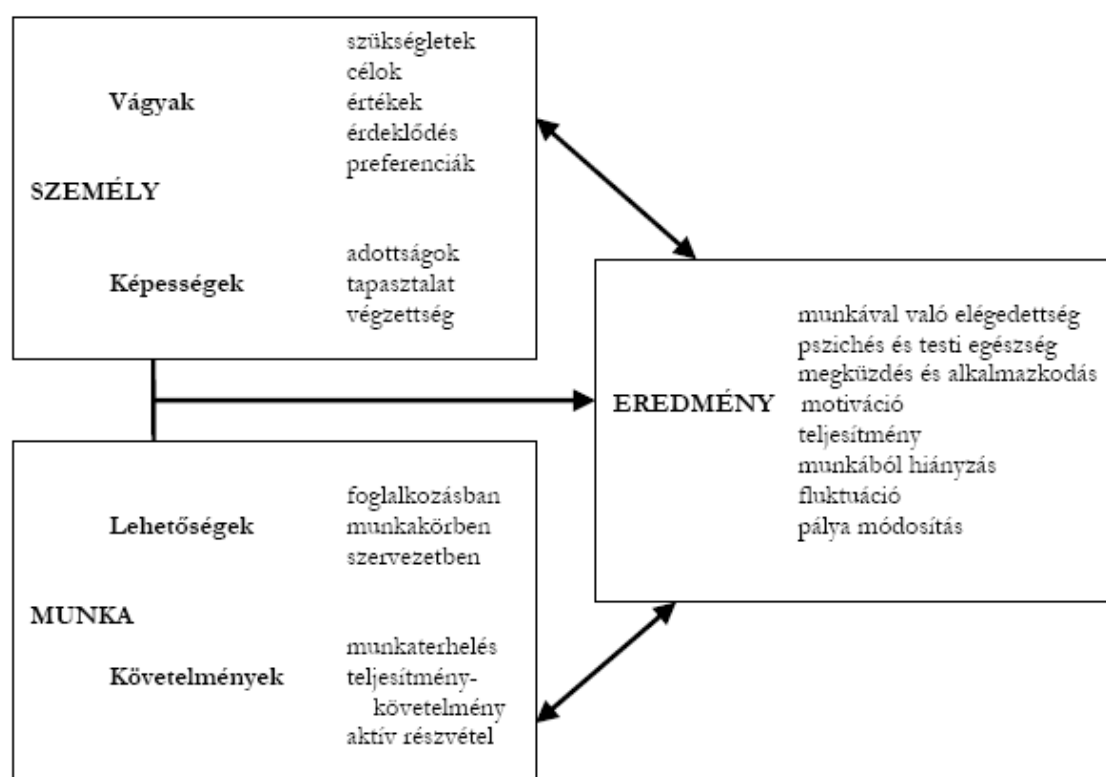 szükségletek
célok
Vágyak értékek
érdeklődés
preferenciák
SZEMÉLY
adottságok
Képességek tapasztalat
végzettség
munkával való elégedettség
pszichés és testi egészség
megküzdés és alkalmazkodás
EREDMÉNY motiváció
teljesítmény
munkából hiányzás
fluktuáció
pálya módosítás
foglalkozásban
Lehetőségek munkakörben
szervezetben
MUNKA
munkaterhelés
Követelmények teljesítmény-
követelmény
aktív részvétel